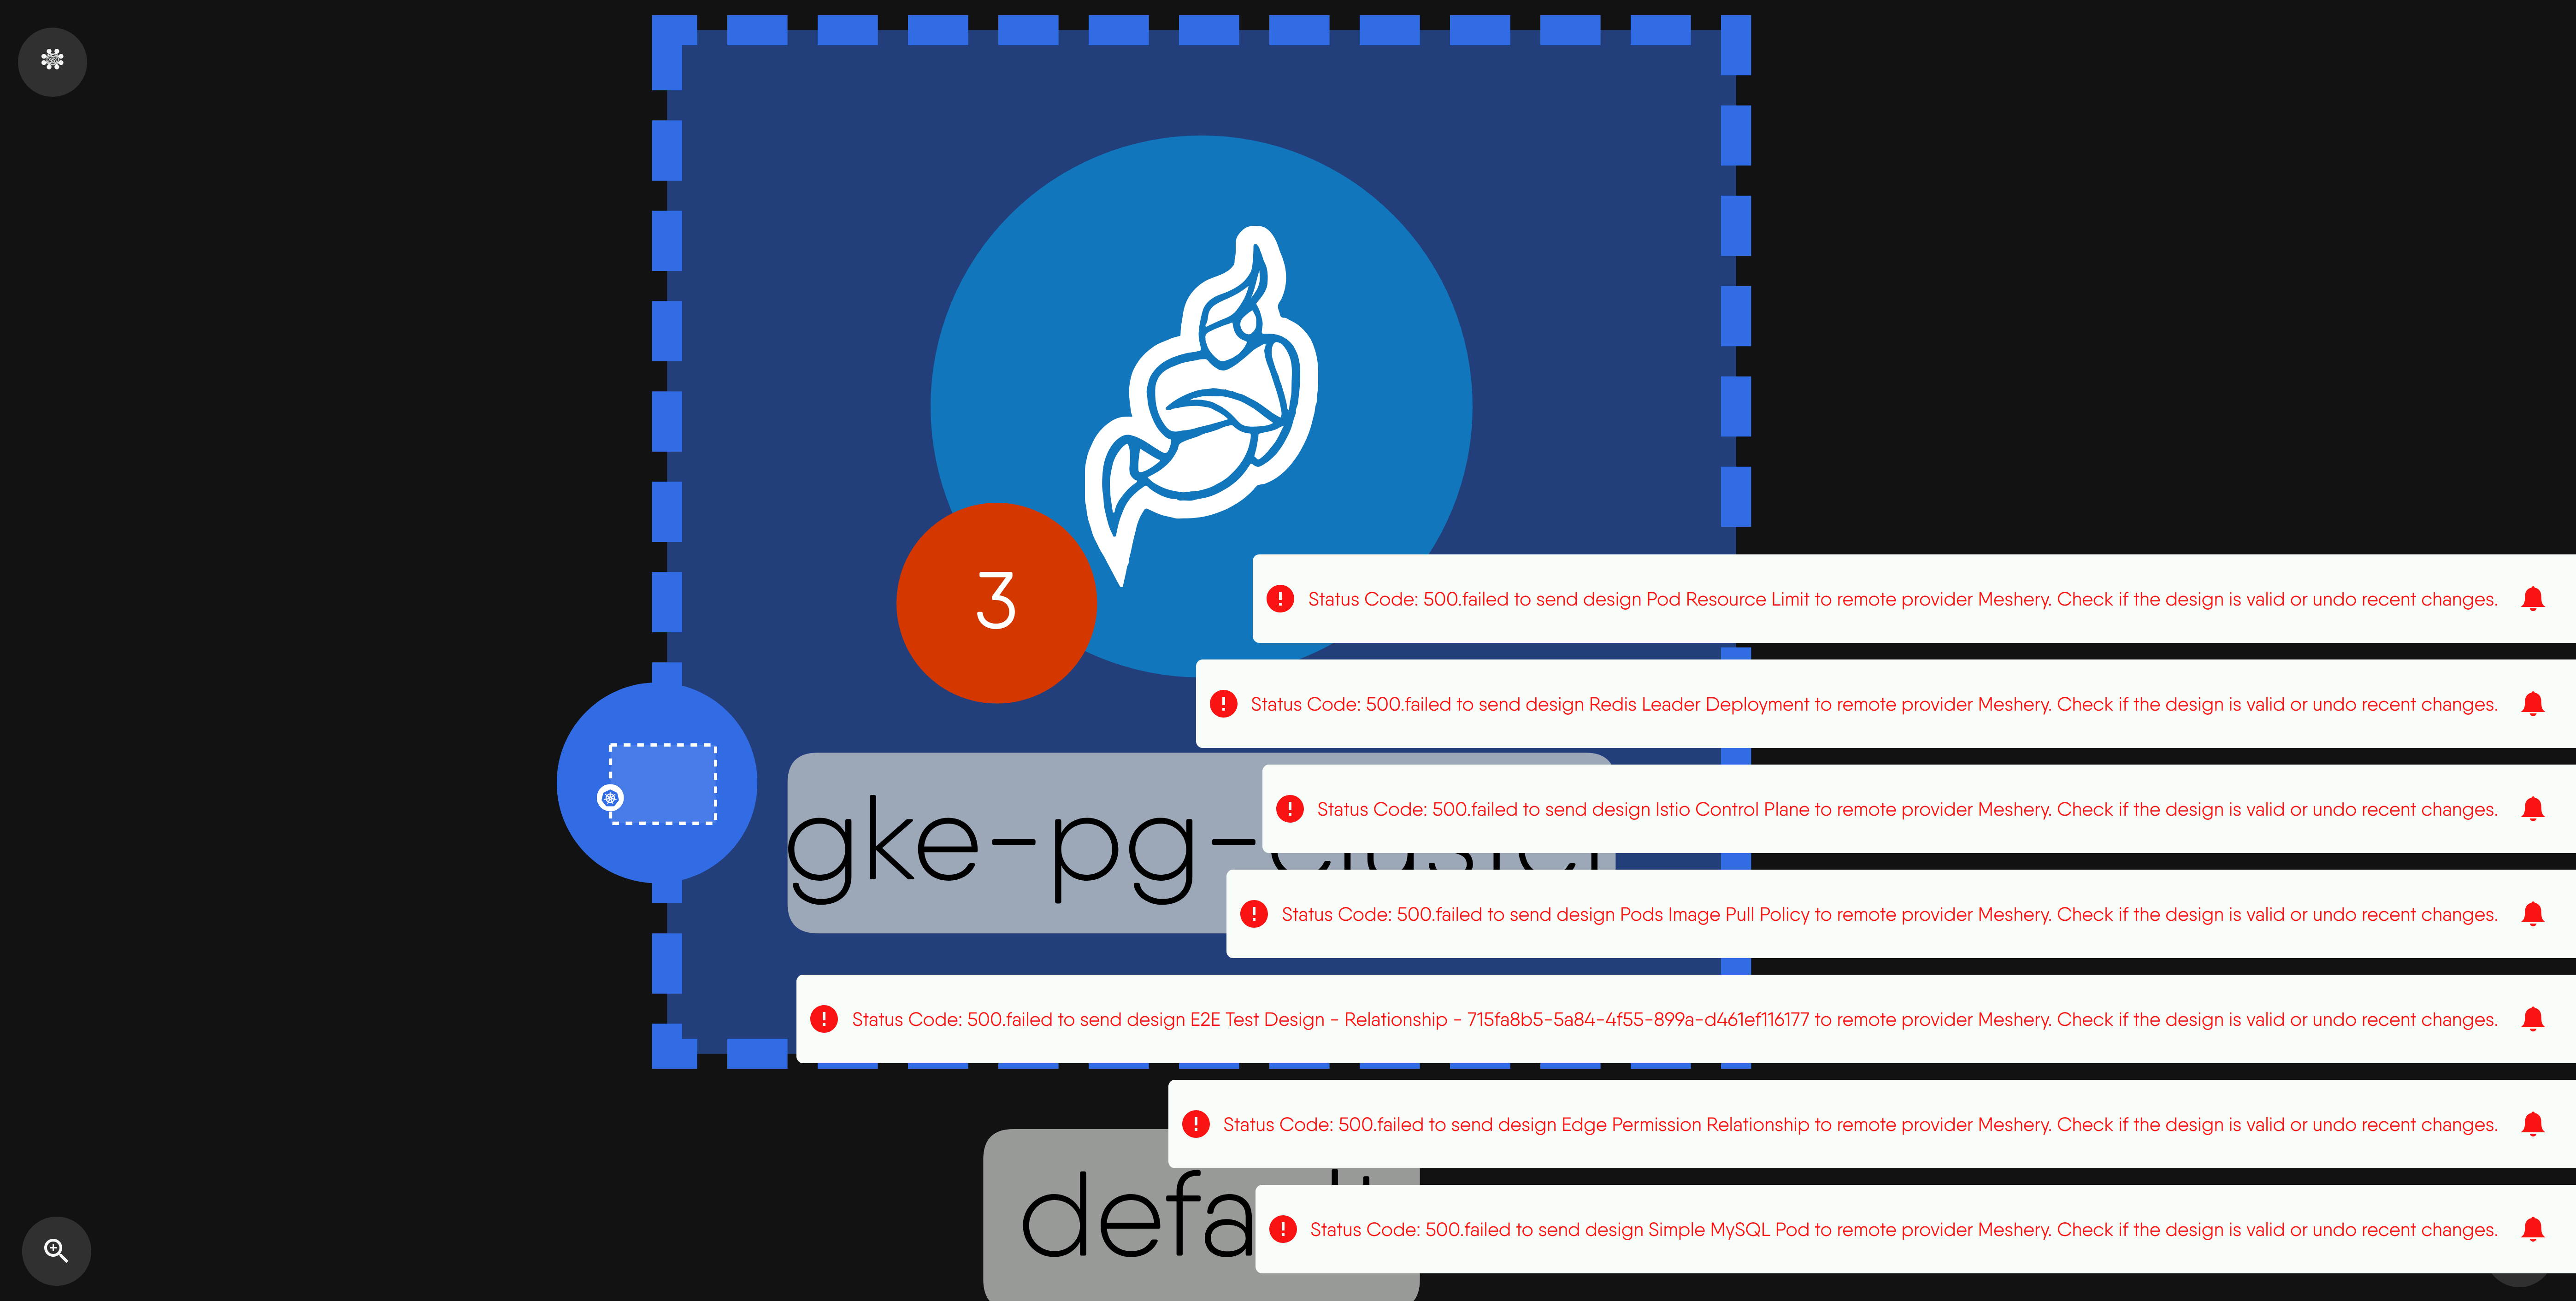 3
Status Code: 500.failed to send design Pod Resource Limit to remote provider Meshery. Check if the design is valid or undo recent changes.
Status Code: 500.failed to send design Redis Leader Deployment to remote provider Meshery. Check if the design is valid or undo recent changes.
gke-pg-cluster
Status Code: 500.failed to send design Istio Control Plane to remote provider Meshery. Check if the design is valid or undo recent changes.
Status Code: 500.failed to send design Pods Image Pull Policy to remote provider Meshery. Check if the design is valid or undo recent changes.
Status Code: 500.failed to send design E2E Test Design - Relationship - 715fa8b5-5a84-4f55-899a-d461ef116177 to remote provider Meshery. Check if the design is valid or undo recent changes.
Status Code: 500.failed to send design Edge Permission Relationship to remote provider Meshery. Check if the design is valid or undo recent changes.
Status Code: 500.failed to send design Simple MySQL Pod to remote provider Meshery. Check if the design is valid or undo recent changes.